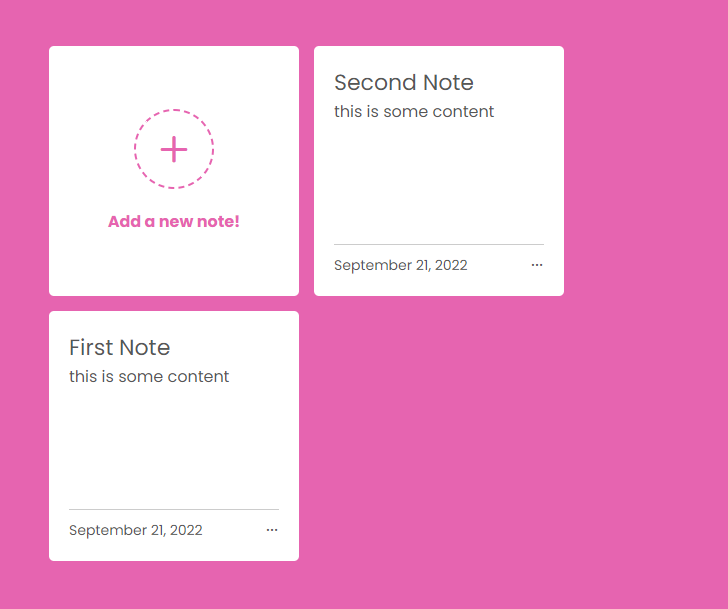 Add a new note!
Second Note
this is some content
September 21, 2022
First Note
this is some content
September 21, 2022